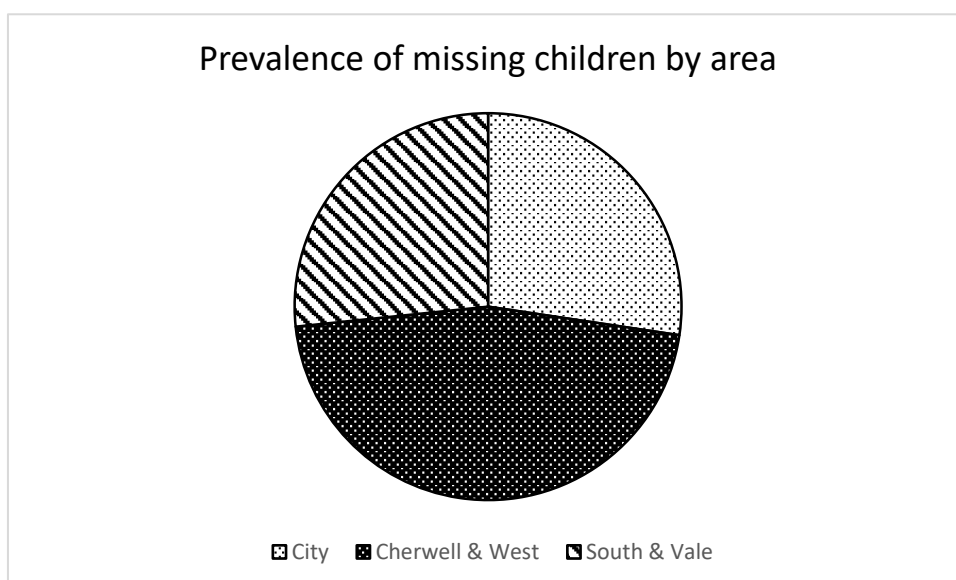 Prevalence of missing children by area
City Cherwell & West South & Vale